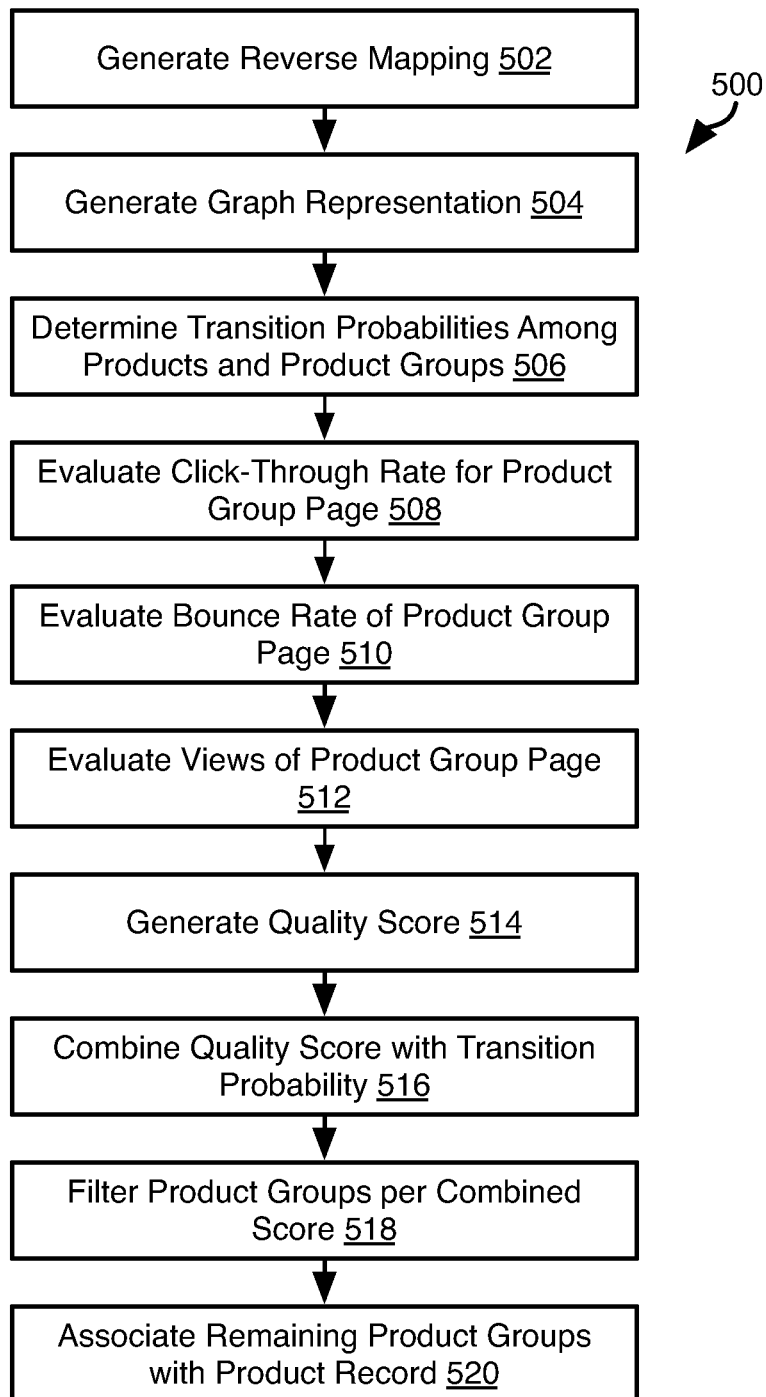 Generate Reverse Mapping 502
500
Generate Graph Representation 504
Determine Transition Probabilities Among
Products and Product Groups 506
Evaluate Click-Through Rate for Product
Group Page 508
Evaluate Bounce Rate of Product Group
Page 510
Evaluate Views of Product Group Page
512
Generate Quality Score 514
Combine Quality Score with Transition
Probability 516
Filter Product Groups per Combined
Score 518
Associate Remaining Product Groups
with Product Record 520